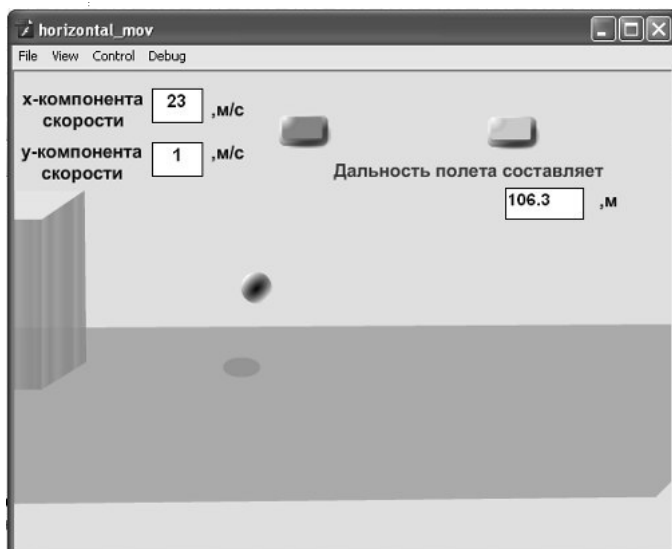 horizontal_mov
File View Control Debug
x-компонента
скорости
23
,м/с
y-компонента
скорости
1
,м/с
Дальность полета составляет
106.3
,м